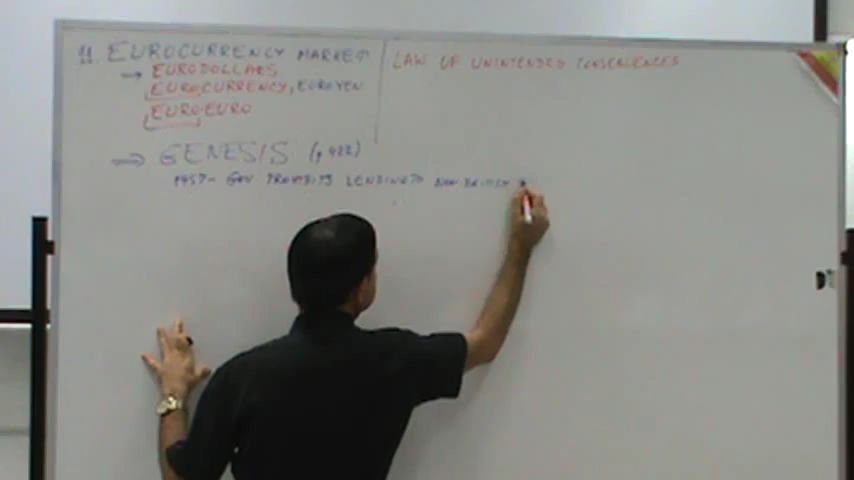 11. EUROCURRENCY MARKET
→ EURODOLLARS
EUROCURRENCY, EUROYEN
EURO-EURO
LAW OF UNINTENDED CONSEQUENCES
⇒ GENESIS (p 422)
1957- GOV PROHIBITS LENDING TO NON BRITISH